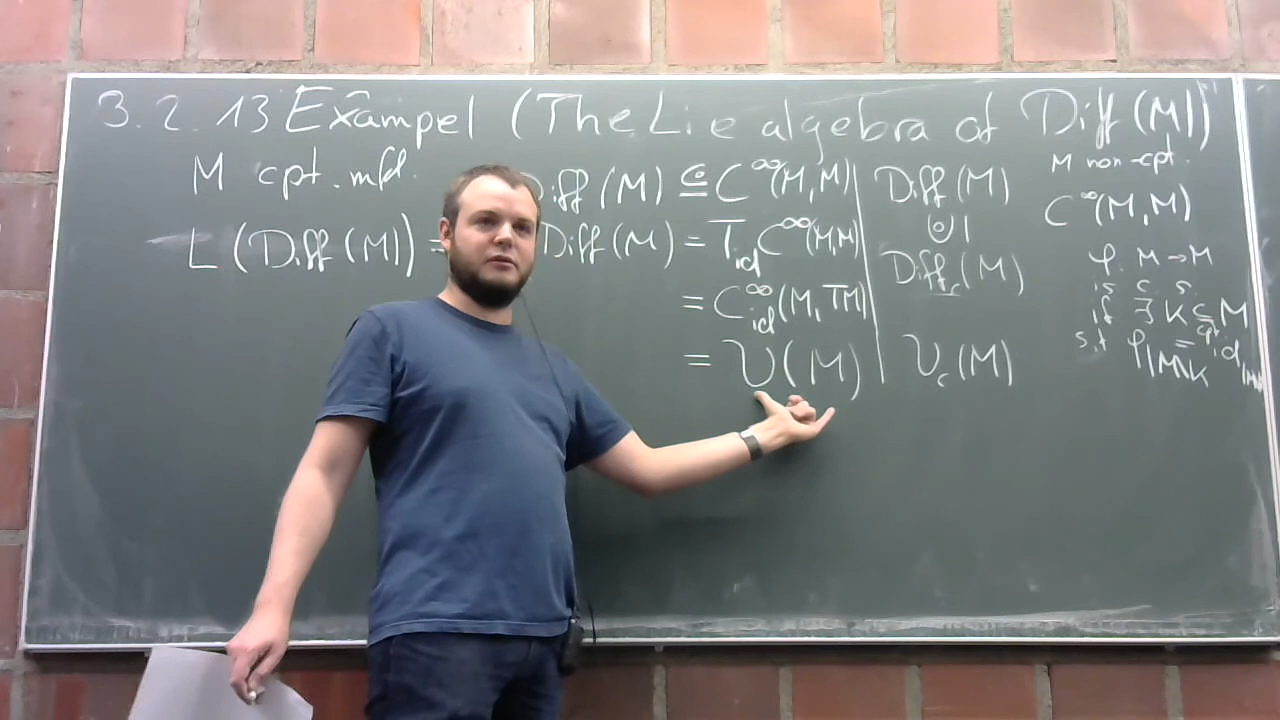 3.2.13 Exampel (The Lie algebra of Diff(M))
M cpt. mfd. Diff(M) ⊆ C^∞(M,M)
L(Diff(M)) = Diff(M) = T_id C^∞(M,M)
= C^∞_id(M,TM)
= 𝒱(M)
Diff(M)
∪|
Diff_c(M)
𝒱_c(M)
M non-cpt.
C^∞(M,M)
φ: M→M
is c s
if ∃ K ⊆ M cpt
s.t φ|M\K = id|M\K